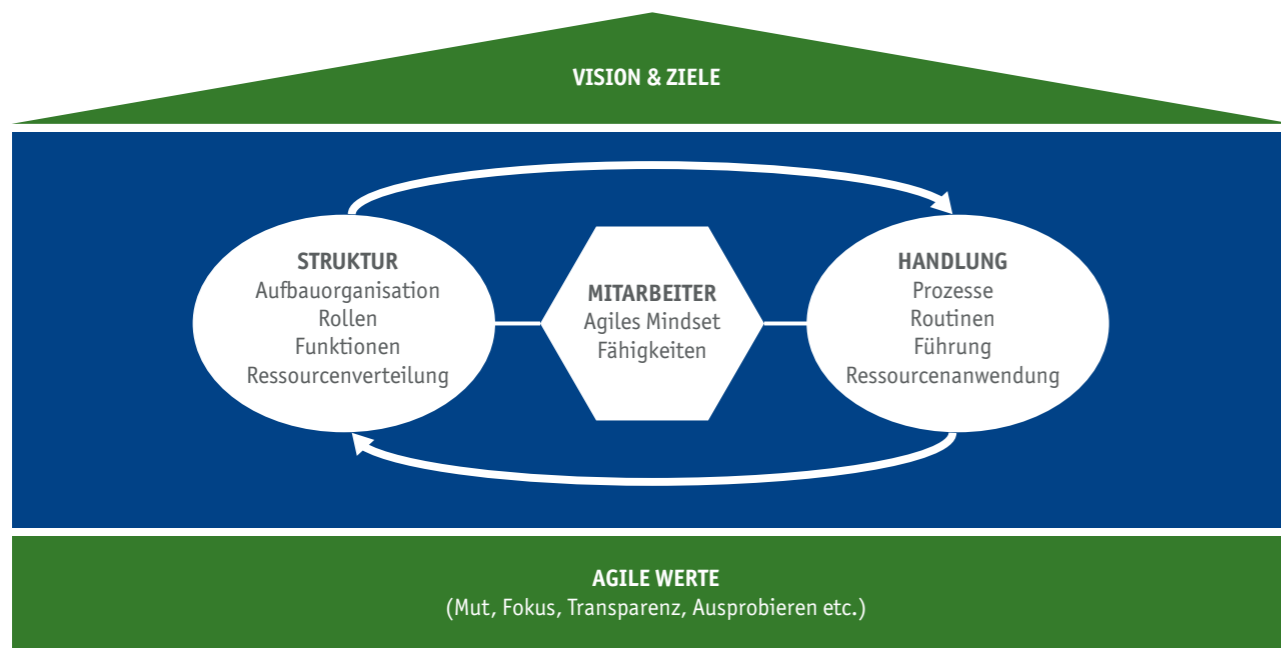 VISION & ZIELE
STRUKTUR
Aufbauorganisation
Rollen
Funktionen
Ressourcenverteilung
MITARBEITER
Agiles Mindset
Fähigkeiten
HANDLUNG
Prozesse
Routinen
Führung
Ressourcenanwendung
AGILE WERTE
(Mut, Fokus, Transparenz, Ausprobieren etc.)